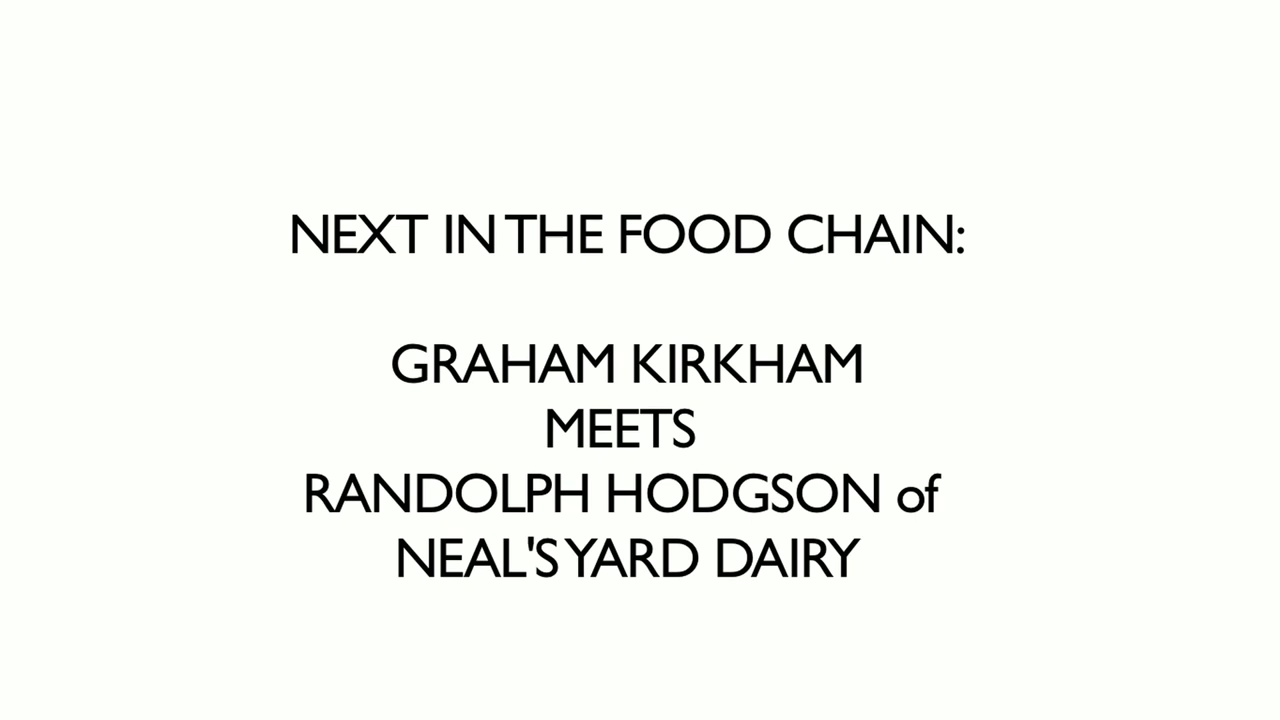 NEXT IN THE FOOD CHAIN:
GRAHAM KIRKHAM
MEETS
RANDOLPH HODGSON of
NEAL'S YARD DAIRY